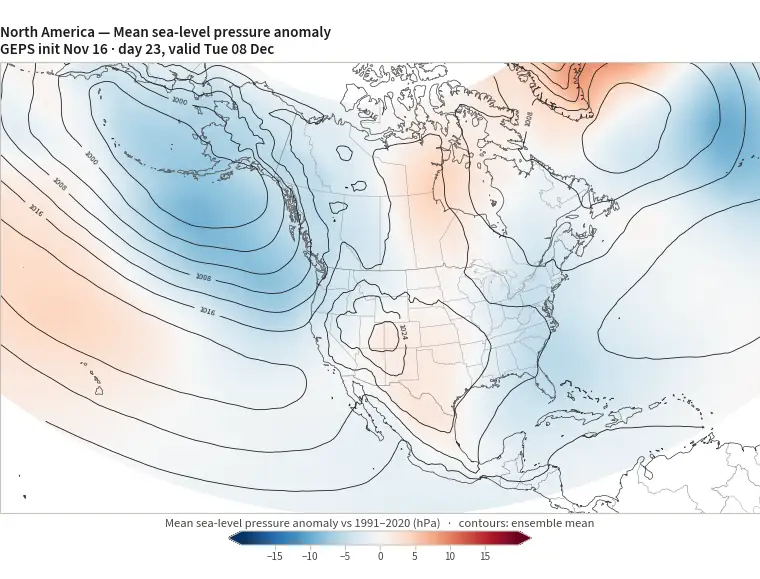 North America — Mean sea-level pressure anomaly
GEPS init Nov 16 · day 23, valid Tue 08 Dec
1000
1000
1008
1008
1016
1008
1016
1024
Mean sea-level pressure anomaly vs 1991–2020 (hPa) · contours: ensemble mean
−15 −10 −5 0 5 10 15